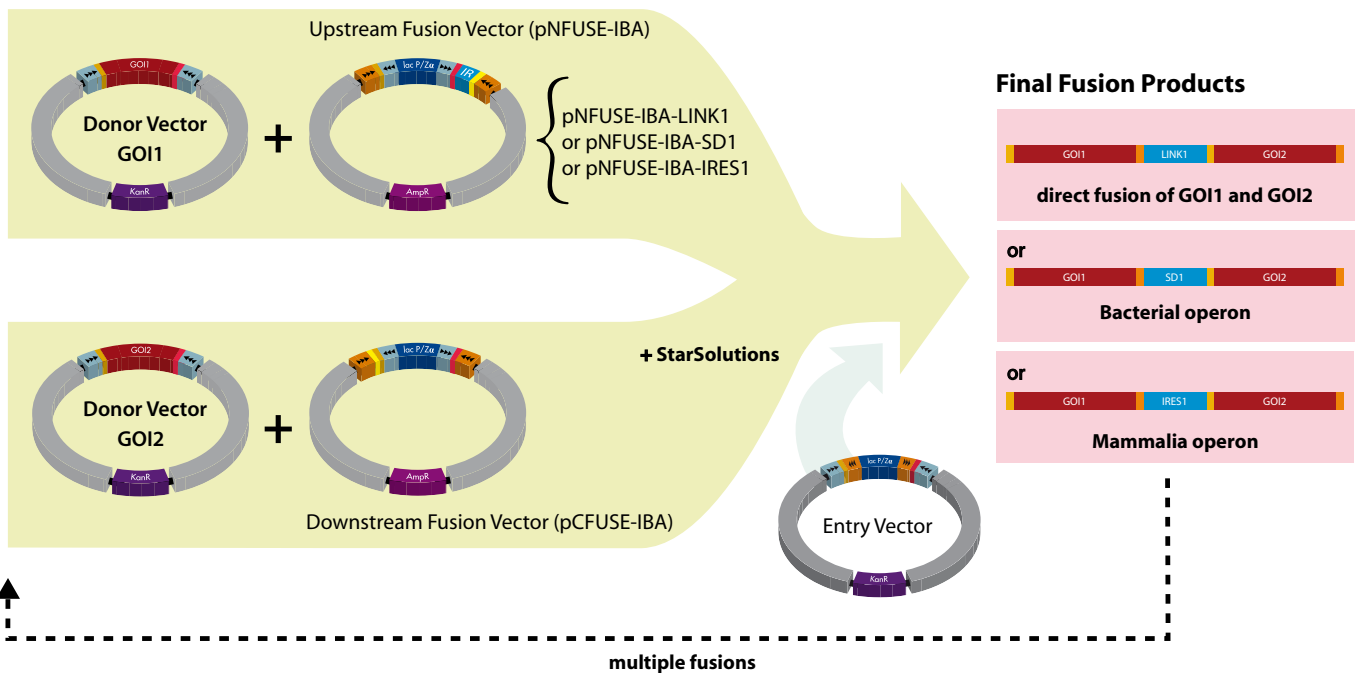 Upstream Fusion Vector (pNFUSE-IBA)
GOI1
Donor Vector
GOI1
KanR
+
lac P/Zα
IR
AmpR
pNFUSE-IBA-LINK1
or pNFUSE-IBA-SD1
or pNFUSE-IBA-IRES1
GOI2
Donor Vector
GOI2
KanR
+
lac P/Zα
AmpR
Downstream Fusion Vector (pCFUSE-IBA)
+ StarSolutions
lac P/Zα
Entry Vector
KanR
Final Fusion Products
GOI1 LINK1 GOI2
direct fusion of GOI1 and GOI2
or
GOI1 SD1 GOI2
Bacterial operon
or
GOI1 IRES1 GOI2
Mammalia operon
multiple fusions